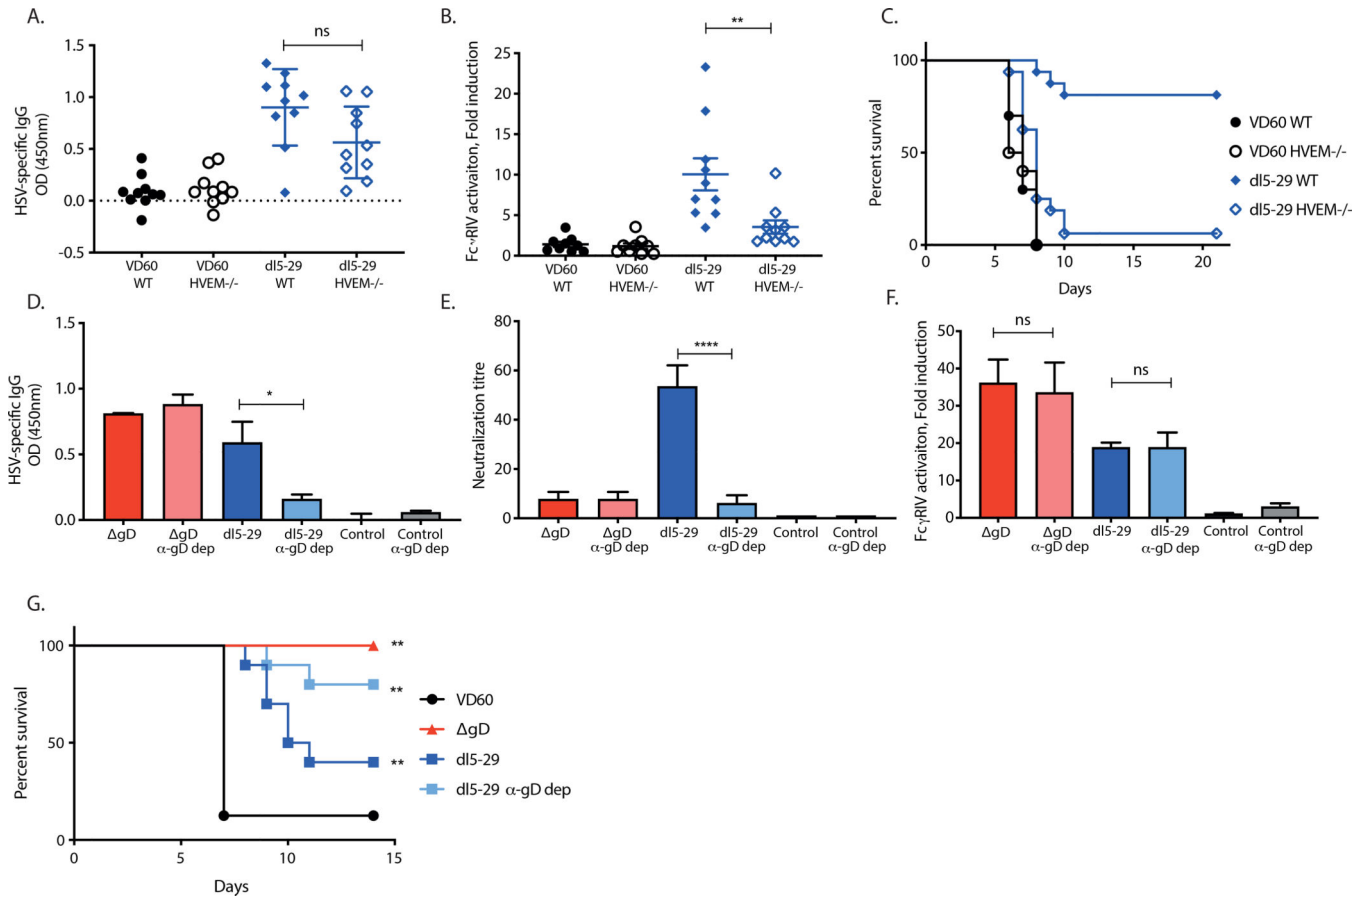 A.
HSV-specific IgG
OD (450nm)
1.5
1.0
0.5
0.0
-0.5
ns
VD60
WT
VD60
HVEM-/-
dl5-29
WT
dl5-29
HVEM-/-
B.
FcγRIV activaiton, Fold induction
25
20
15
10
5
0
**
VD60
WT
VD60
HVEM-/-
dl5-29
WT
dl5-29
HVEM-/-
C.
Percent survival
100
50
0
0 5 10 15 20
Days
VD60 WT
VD60 HVEM-/-
dl5-29 WT
dl5-29 HVEM-/-
D.
HSV-specific IgG
OD (450nm)
1.5
1.0
0.5
0.0
*
ΔgD
ΔgD
α-gD dep
dl5-29
dl5-29
α-gD dep
Control
Control
α-gD dep
E.
Neutralization titre
80
60
40
20
0
****
ΔgD
ΔgD
α-gD dep
dl5-29
dl5-29
α-gD dep
Control
Control
α-gD dep
F.
FcγRIV activaiton, Fold induction
50
40
30
20
10
0
ns
ns
ΔgD
ΔgD
α-gD dep
dl5-29
dl5-29
α-gD dep
Control
Control
α-gD dep
G.
Percent survival
100
50
0
0 5 10 15
Days
**
**
**
VD60
ΔgD
dl5-29
dl5-29 α-gD dep